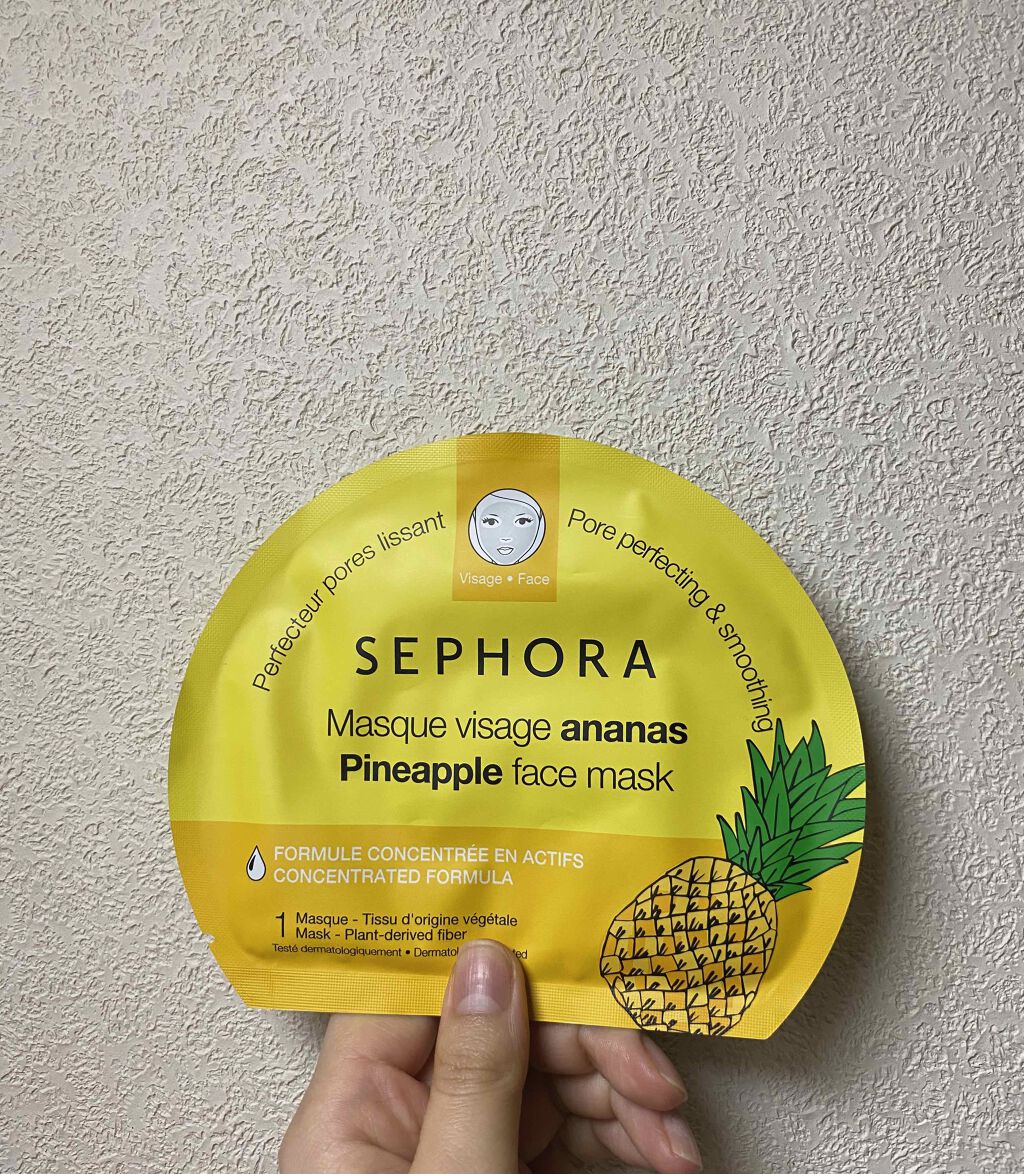 Perfecteur pores lissant
Pore perfecting & smoothing
Visage • Face
SEPHORA
Masque visage ananas
Pineapple face mask
FORMULE CONCENTRÉE EN ACTIFS
CONCENTRATED FORMULA
1 Masque - Tissu d'origine végétale
Mask - Plant-derived fiber
Testé dermatologiquement •